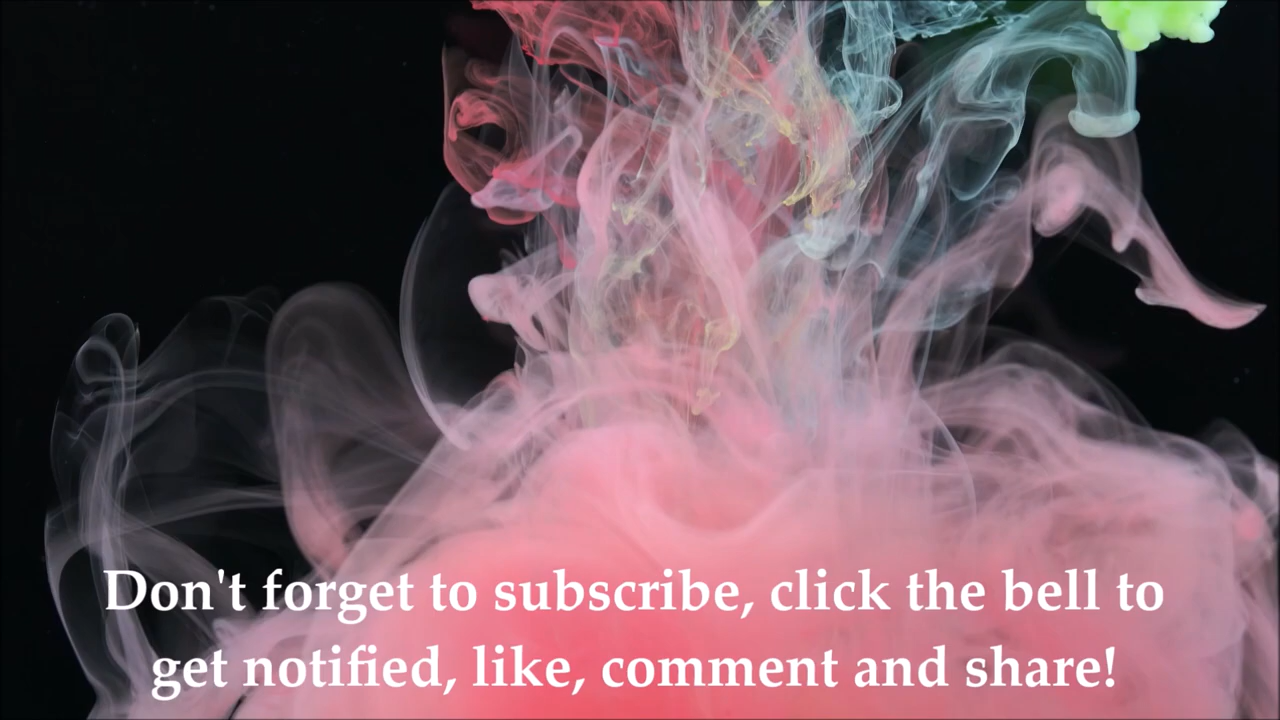 Don't forget to subscribe, click the bell to
get notified, like, comment and share!